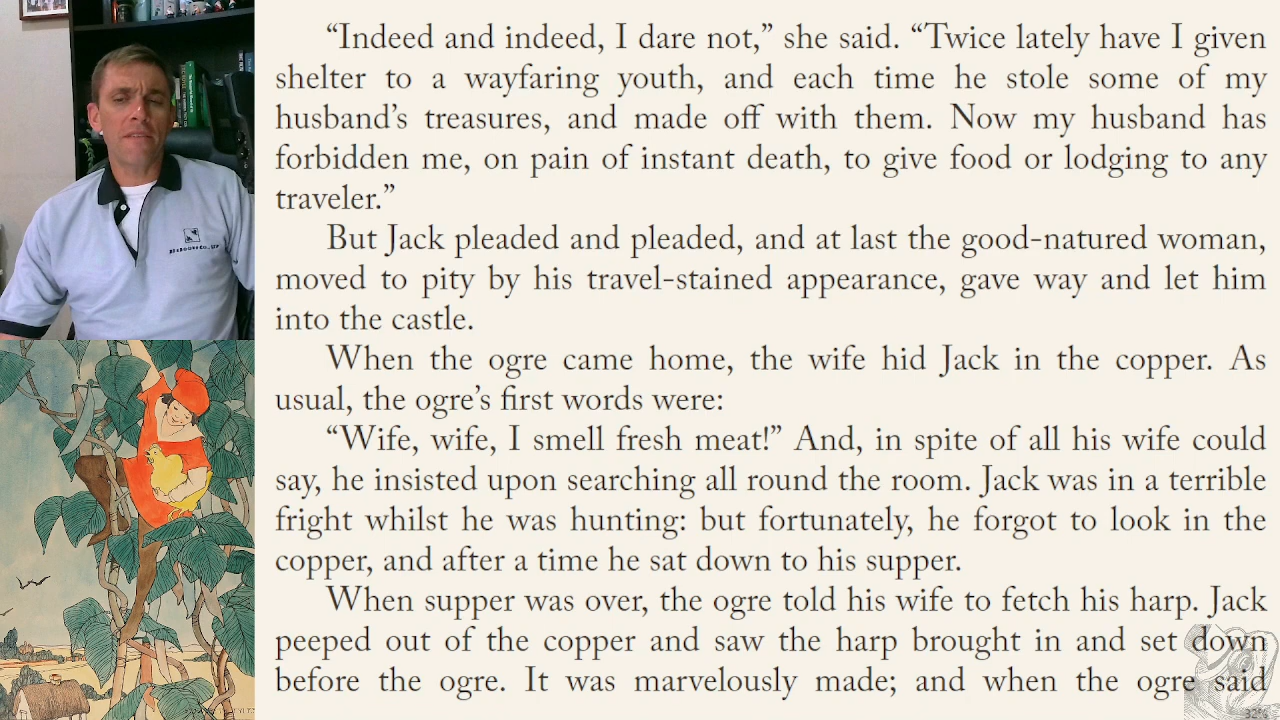 “Indeed and indeed, I dare not,” she said. “Twice lately have I given
shelter to a wayfaring youth, and each time he stole some of my
husband’s treasures, and made off with them. Now my husband has
forbidden me, on pain of instant death, to give food or lodging to any
traveler.”
But Jack pleaded and pleaded, and at last the good-natured woman,
moved to pity by his travel-stained appearance, gave way and let him
into the castle.
When the ogre came home, the wife hid Jack in the copper. As
usual, the ogre’s first words were:
“Wife, wife, I smell fresh meat!” And, in spite of all his wife could
say, he insisted upon searching all round the room. Jack was in a terrible
fright whilst he was hunting: but fortunately, he forgot to look in the
copper, and after a time he sat down to his supper.
When supper was over, the ogre told his wife to fetch his harp. Jack
peeped out of the copper and saw the harp brought in and set down
before the ogre. It was marvelously made; and when the ogre said
32%